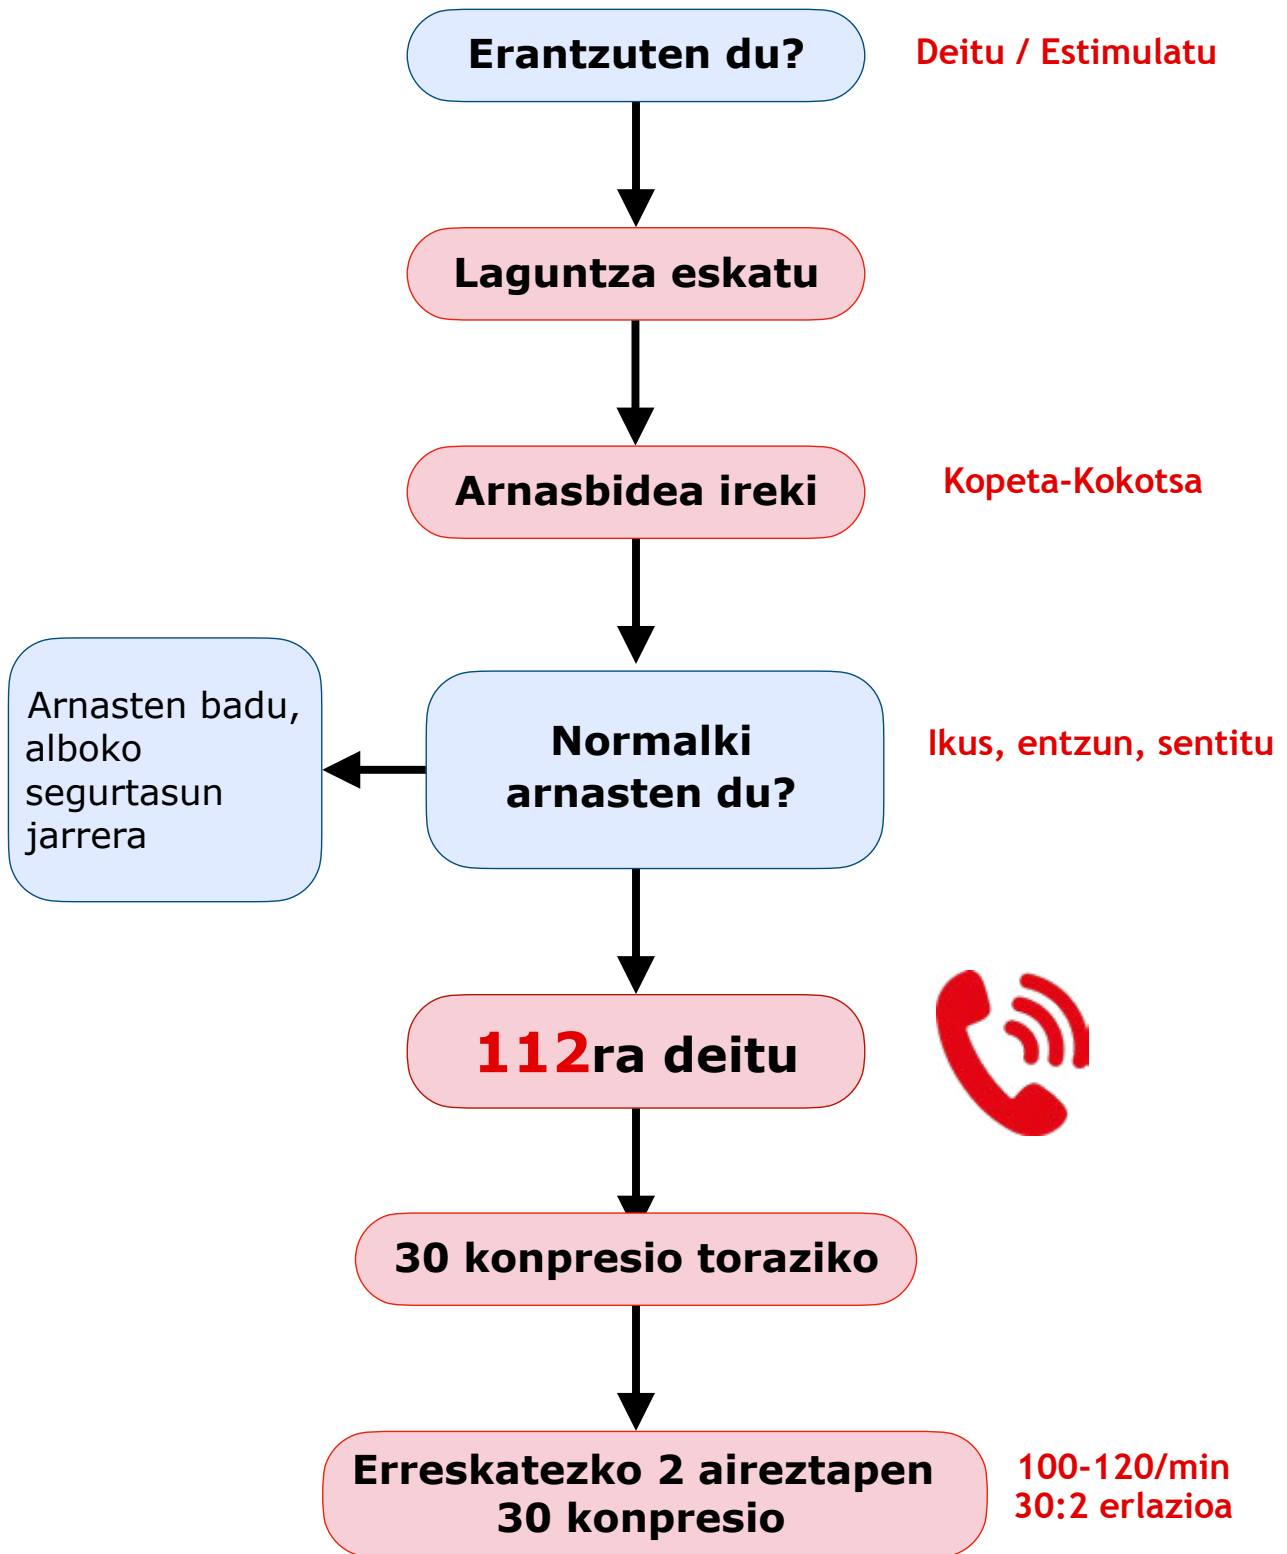 Erantzuten du?
Deitu / Estimulatu
Laguntza eskatu
Arnasbidea ireki
Kopeta-Kokotsa
Arnasten badu,
alboko
segurtasun
jarrera
Normalki
arnasten du?
Ikus, entzun, sentitu
112ra deitu
30 konpresio toraziko
Erreskatezko 2 aireztapen
30 konpresio
100-120/min
30:2 erlazioa